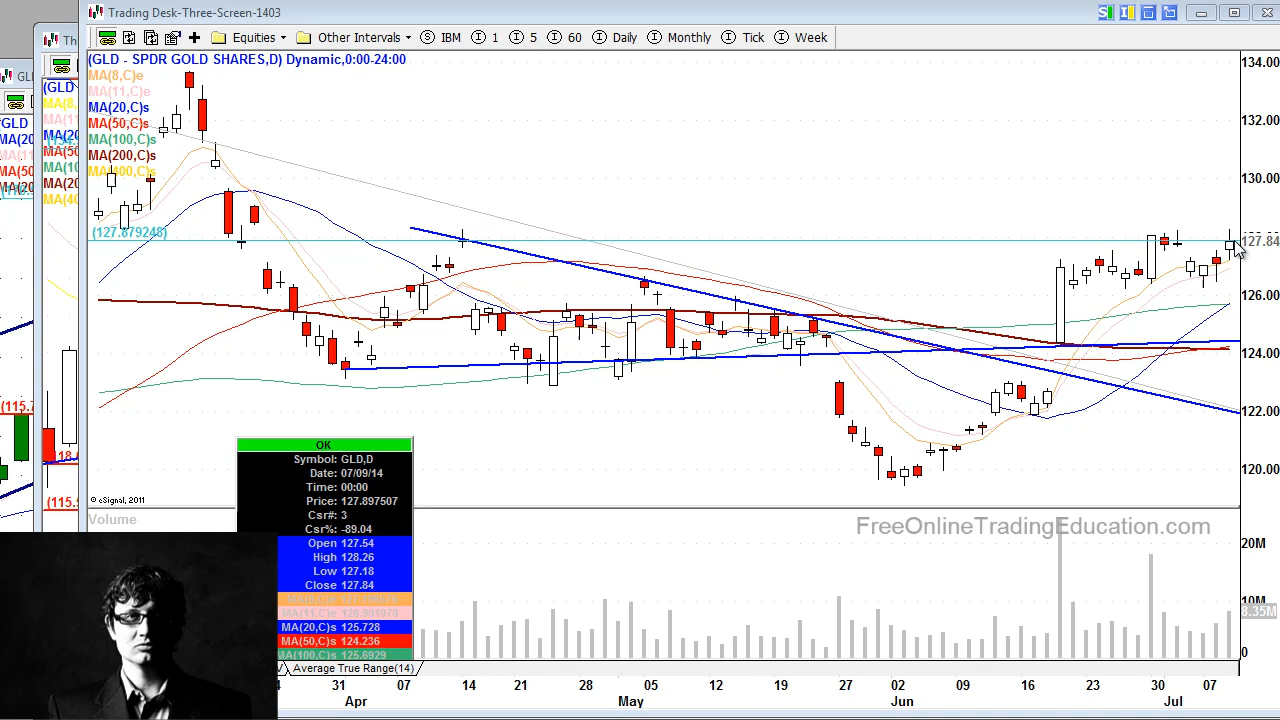 Trading Desk-Three-Screen-1403
Equities
Other Intervals
IBM
1
5
60
Daily
Monthly
Tick
Week
(GLD - SPDR GOLD SHARES,D) Dynamic,0:00-24:00
MA(8,C)e
MA(11,C)e
MA(20,C)s
MA(50,C)s
MA(100,C)s
MA(200,C)s
MA(400,C)s
(127.879248)
134.00
132.00
130.00
127.84
126.00
124.00
122.00
120.00
© eSignal, 2011
Volume
FreeOnlineTradingEducation.com
20M
10M
8.35M
0
OK
Symbol: GLD,D
Date: 07/09/14
Time: 00:00
Price: 127.897507
Csr#: 3
Csr%: -89.04
Open 127.54
High 128.26
Low 127.18
Close 127.84
MA(20,C)s 125.728
MA(50,C)s 124.236
MA(100,C)s 125.6929
Average True Range(14)
31 07 14 21 28 05 12 19 27 02 09 16 23 30 07
Apr May Jun Jul